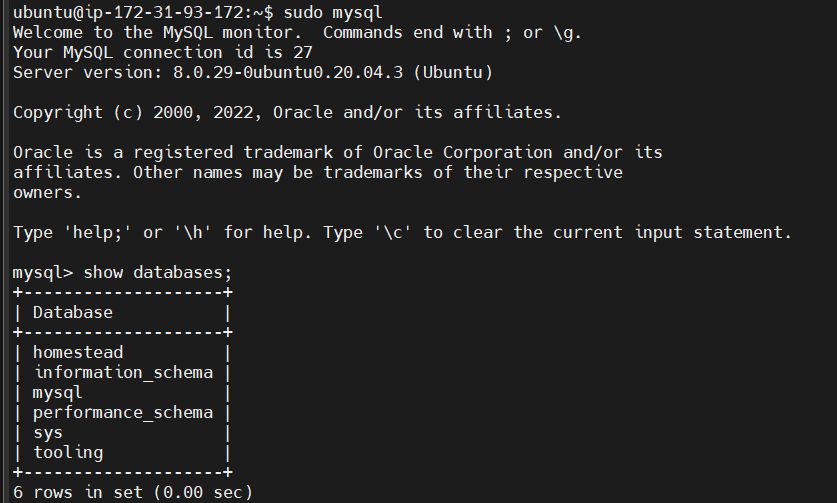 ubuntu@ip-172-31-93-172:~$ sudo mysql
Welcome to the MySQL monitor.  Commands end with ; or \g.
Your MySQL connection id is 27
Server version: 8.0.29-0ubuntu0.20.04.3 (Ubuntu)

Copyright (c) 2000, 2022, Oracle and/or its affiliates.

Oracle is a registered trademark of Oracle Corporation and/or its
affiliates. Other names may be trademarks of their respective
owners.

Type 'help;' or '\h' for help. Type '\c' to clear the current input statement.

mysql> show databases;
+--------------------+
| Database           |
+--------------------+
| homestead          |
| information_schema |
| mysql              |
| performance_schema |
| sys                |
| tooling            |
+--------------------+
6 rows in set (0.00 sec)